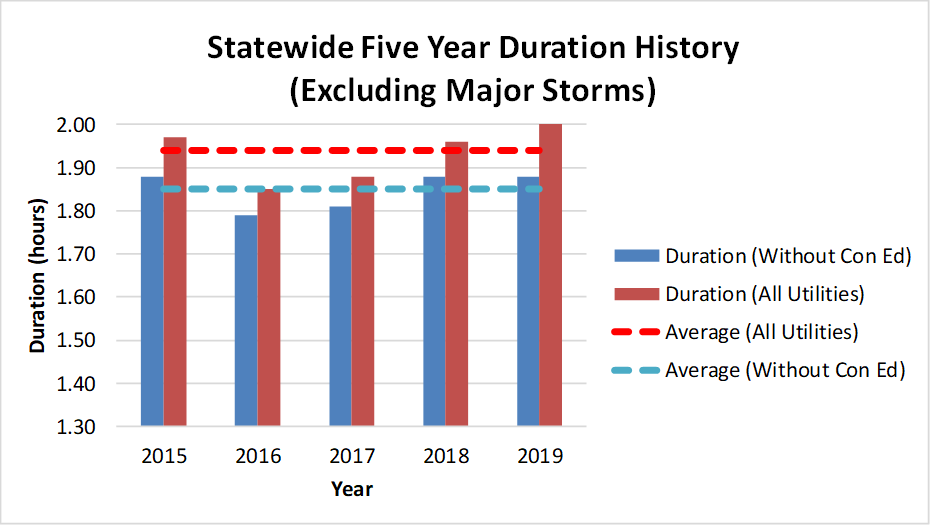 Statewide Five Year Duration History
(Excluding Major Storms)
2.00
1.90
1.80
1.70
1.60
1.50
1.40
1.30
Duration (hours)
2015 2016 2017 2018 2019
Year
Duration (Without Con Ed)
Duration (All Utilities)
Average (All Utilities)
Average (Without Con Ed)